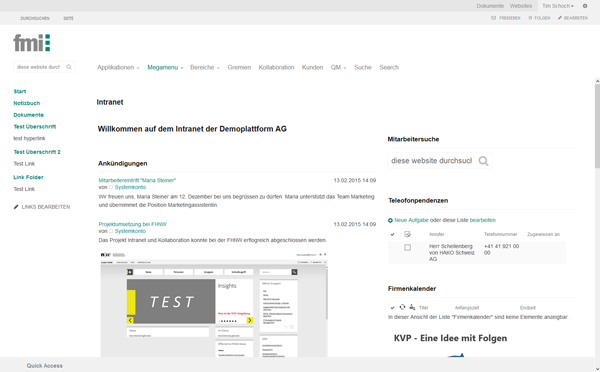 Dokumente Websites Tim Schoch
DURCHSUCHEN SEITE
FREIGEBEN FOLGEN BEARBEITEN
fmi
diese website durchs
Applikationen Megamenu Bereiche Gremien Kollaboration Kunden QM Suche Search
Start
Notizbuch
Dokumente
Test Überschrift
test hyperlink
Test Überschrift 2
Test Link
Link Folder
Test Link
LINKS BEARBEITEN
Intranet
Willkommen auf dem Intranet der Demoplattform AG
Ankündigungen
Mitarbeitereintritt "Maria Steiner" 13.02.2015 14:09
von Systemkonto
Wir freuen uns, Maria Steiner am 12. Dezember bei uns begrüssen zu dürfen. Maria unterstützt das Team Marketing
und übernimmt die Position Marketingassistentin.
Projektumsetzung bei FHNW 13.02.2015 14:09
von Systemkonto
Das Projekt Intranet und Kollaboration konnte bei der FHNW erfolgreich abgeschlossen werden.
TEST
Insights
Mitarbeitersuche
diese website durchsuc
Teleofonpendenzen
Neue Aufgabe oder diese Liste bearbeiten
Anrufer Telefonnummer Zugewiesen an
Herr Schellenberg
von HAKO Schweiz
AG
+41 41 921 00
00
Firmenkalender
Titel Anfangszeit Endzeit
In dieser Ansicht der Liste "Firmenkalender" sind keine Elemente anzeigbar.
KVP - Eine Idee mit Folgen
Quick Access